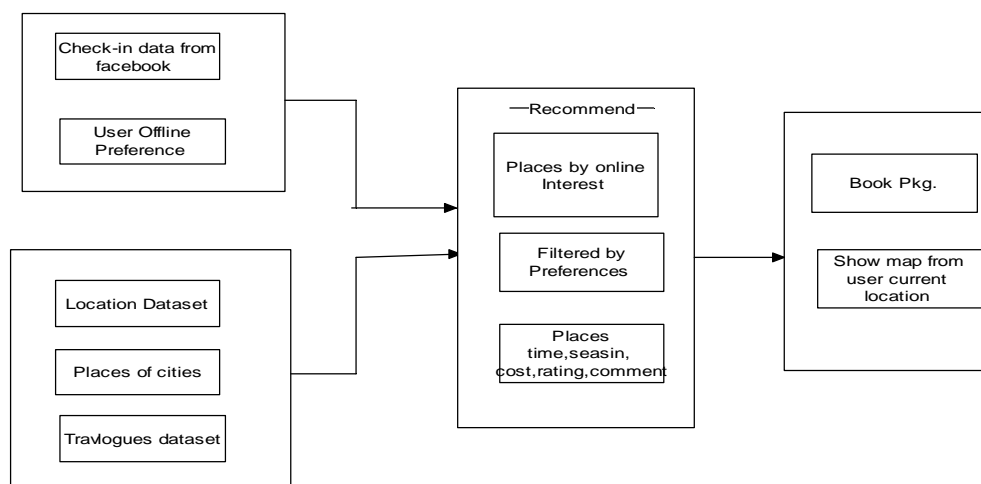 Check-in data from
facebook
User Offline
Preference
Location Dataset
Places of cities
Travlogues dataset
Recommend
Places by online
Interest
Filtered by
Preferences
Places
time,seasin,
cost,rating,comment
Book Pkg.
Show map from
user current
location